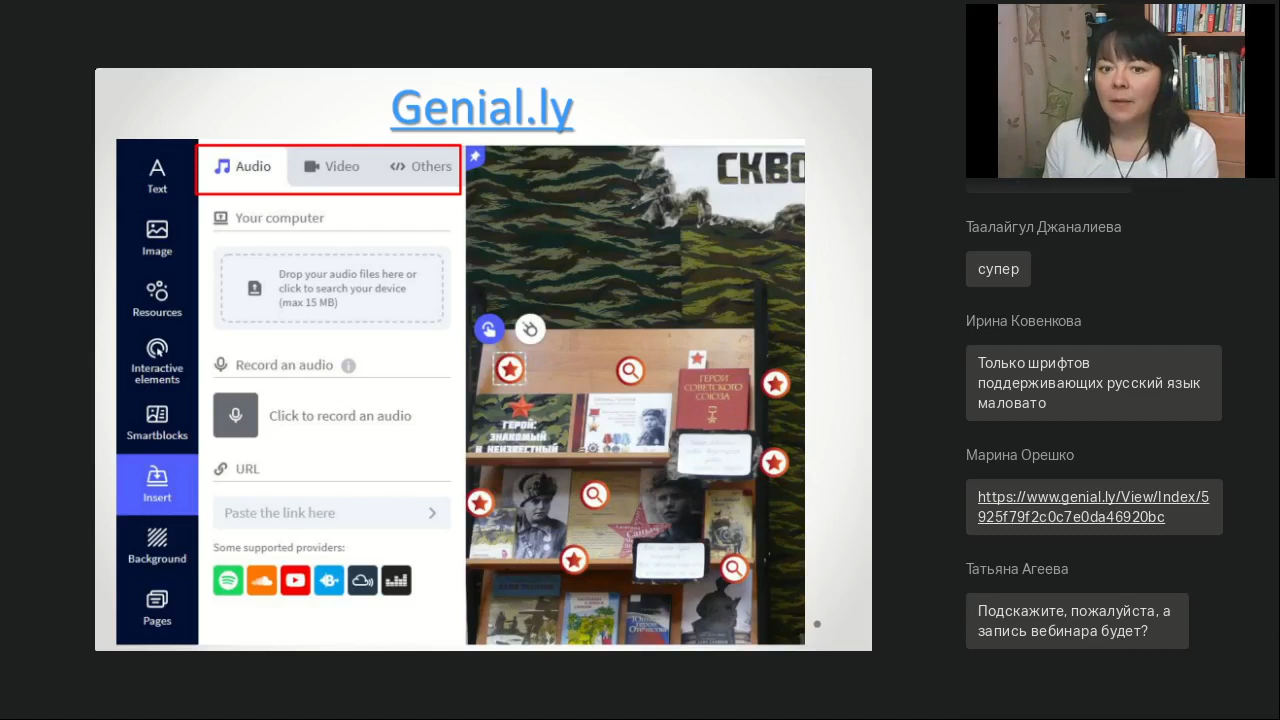 Genial.ly
Text
Image
Resources
Interactive
elements
Smartblocks
Insert
Background
Pages
Audio
Video
Others
Your computer
Drop your audio files here or
click to search your device
(max 15 MB)
Record an audio
Click to record an audio
URL
Paste the link here
Some supported providers:
СКВО
ГЕРОИ
СОВЕТСКОГО
СОЮЗА
ГЕРОЙ:
ЗНАКОМЫЙ
И НЕИЗВЕСТНЫЙ
Таалайгул Джаналиева
супер
Ирина Ковенкова
Только шрифтов
поддерживающих русский язык
маловато
Марина Орешко
https://www.genial.ly/View/Index/5
925f79f2c0c7e0da46920bc
Татьяна Агеева
Подскажите, пожалуйста, а
запись вебинара будет?